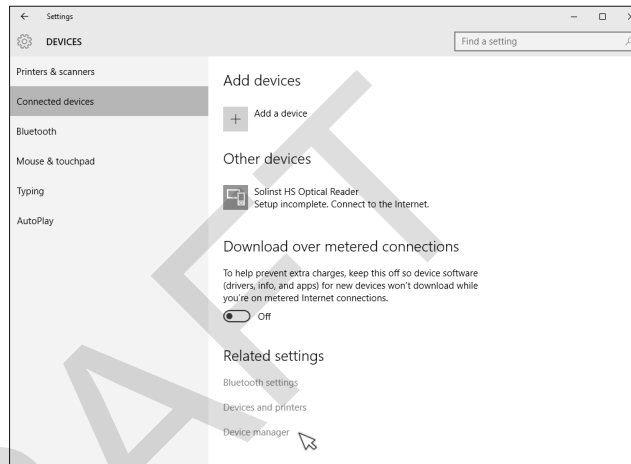 Settings
DEVICES
Find a setting
Printers & scanners
Connected devices
Bluetooth
Mouse & touchpad
Typing
AutoPlay
Add devices
Add a device
Other devices
Solinst HS Optical Reader
Setup incomplete. Connect to the Internet.
Download over metered connections
To help prevent extra charges, keep this off so device software
(drivers, info, and apps) for new devices won't download while
you're on metered Internet connections.
Off
Related settings
Bluetooth settings
Devices and printers
Device manager